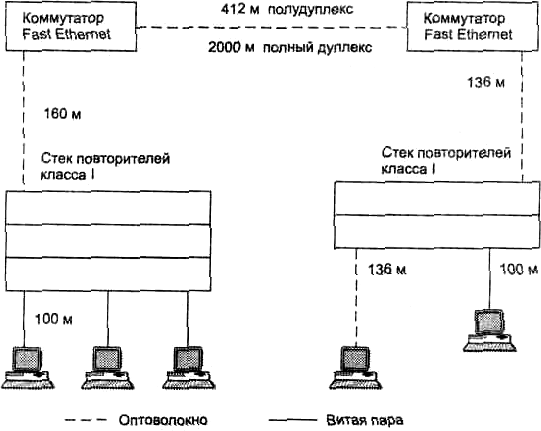 412 м полудуплекс
Коммутатор
Fast Ethernet
Коммутатор
Fast Ethernet
2000 м полный дуплекс
136 м
160 м
Стек повторителей
класса I
Стек повторителей
класса I
136 м
100 м
100 м
Оптоволокно
Витая пара